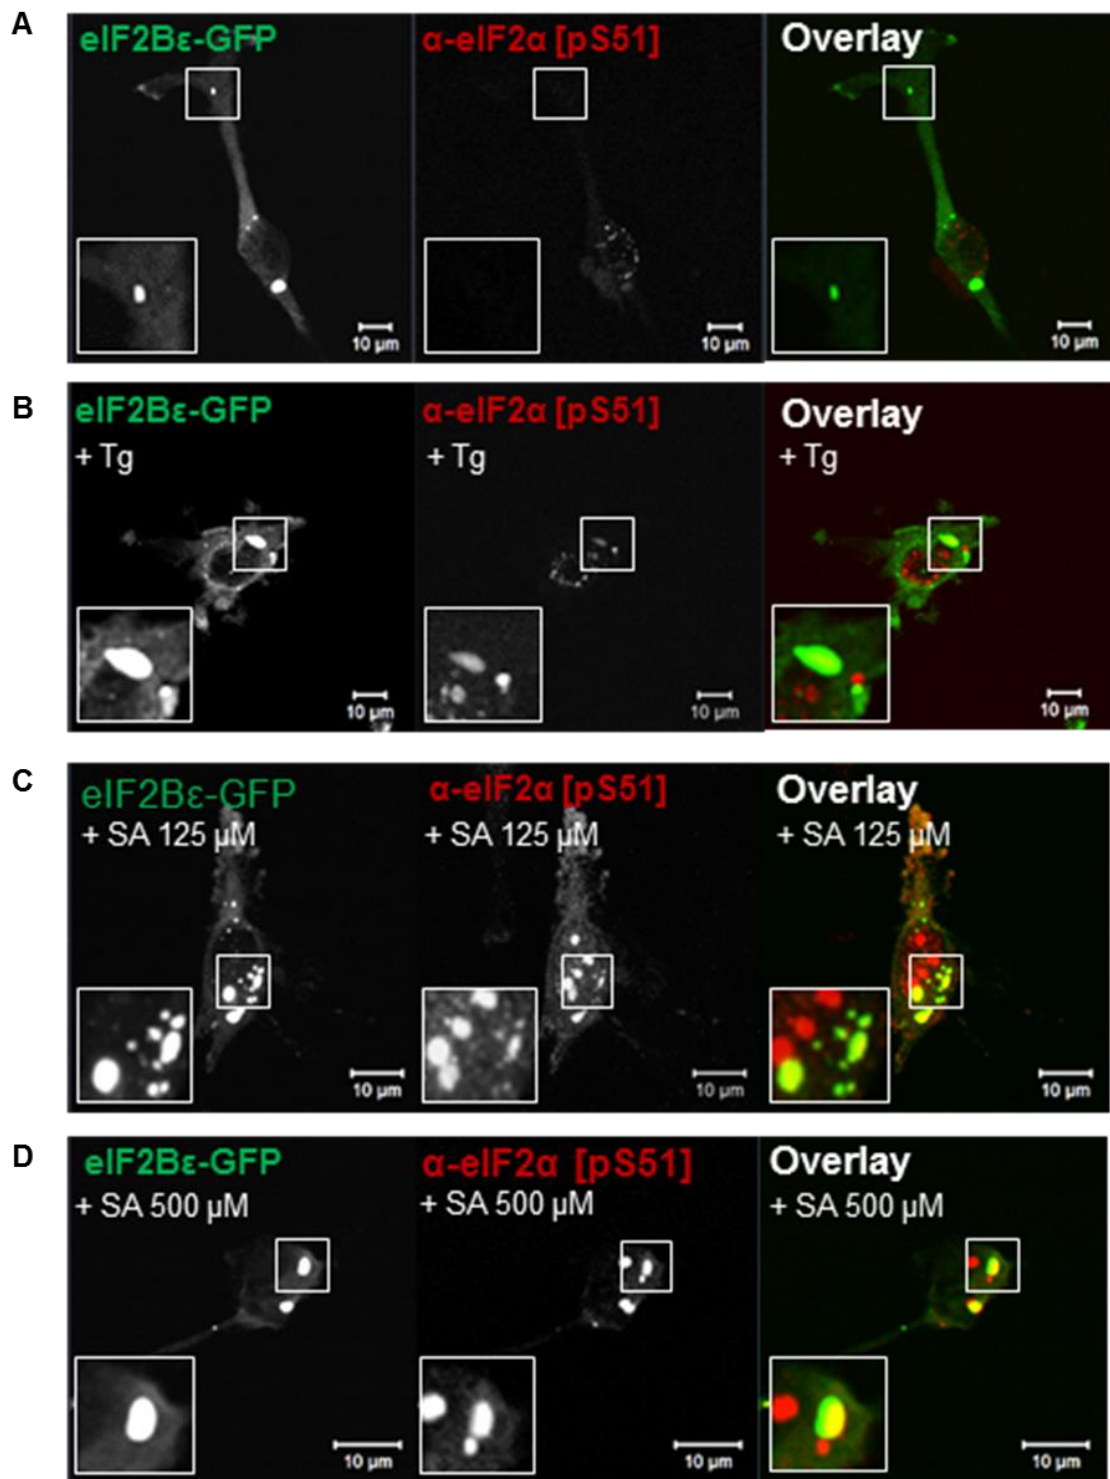 A
eIF2Bε-GFP
α-eIF2α [pS51]
Overlay
10 µm
10 µm
10 µm
B
eIF2Bε-GFP
+ Tg
α-eIF2α [pS51]
+ Tg
Overlay
+ Tg
10 µm
10 µm
10 µm
C
eIF2Bε-GFP
+ SA 125 µM
α-eIF2α [pS51]
+ SA 125 µM
Overlay
+ SA 125 µM
10 µm
10 µm
10 µm
D
eIF2Bε-GFP
+ SA 500 µM
α-eIF2α [pS51]
+ SA 500 µM
Overlay
+ SA 500 µM
10 µm
10 µm
10 µm